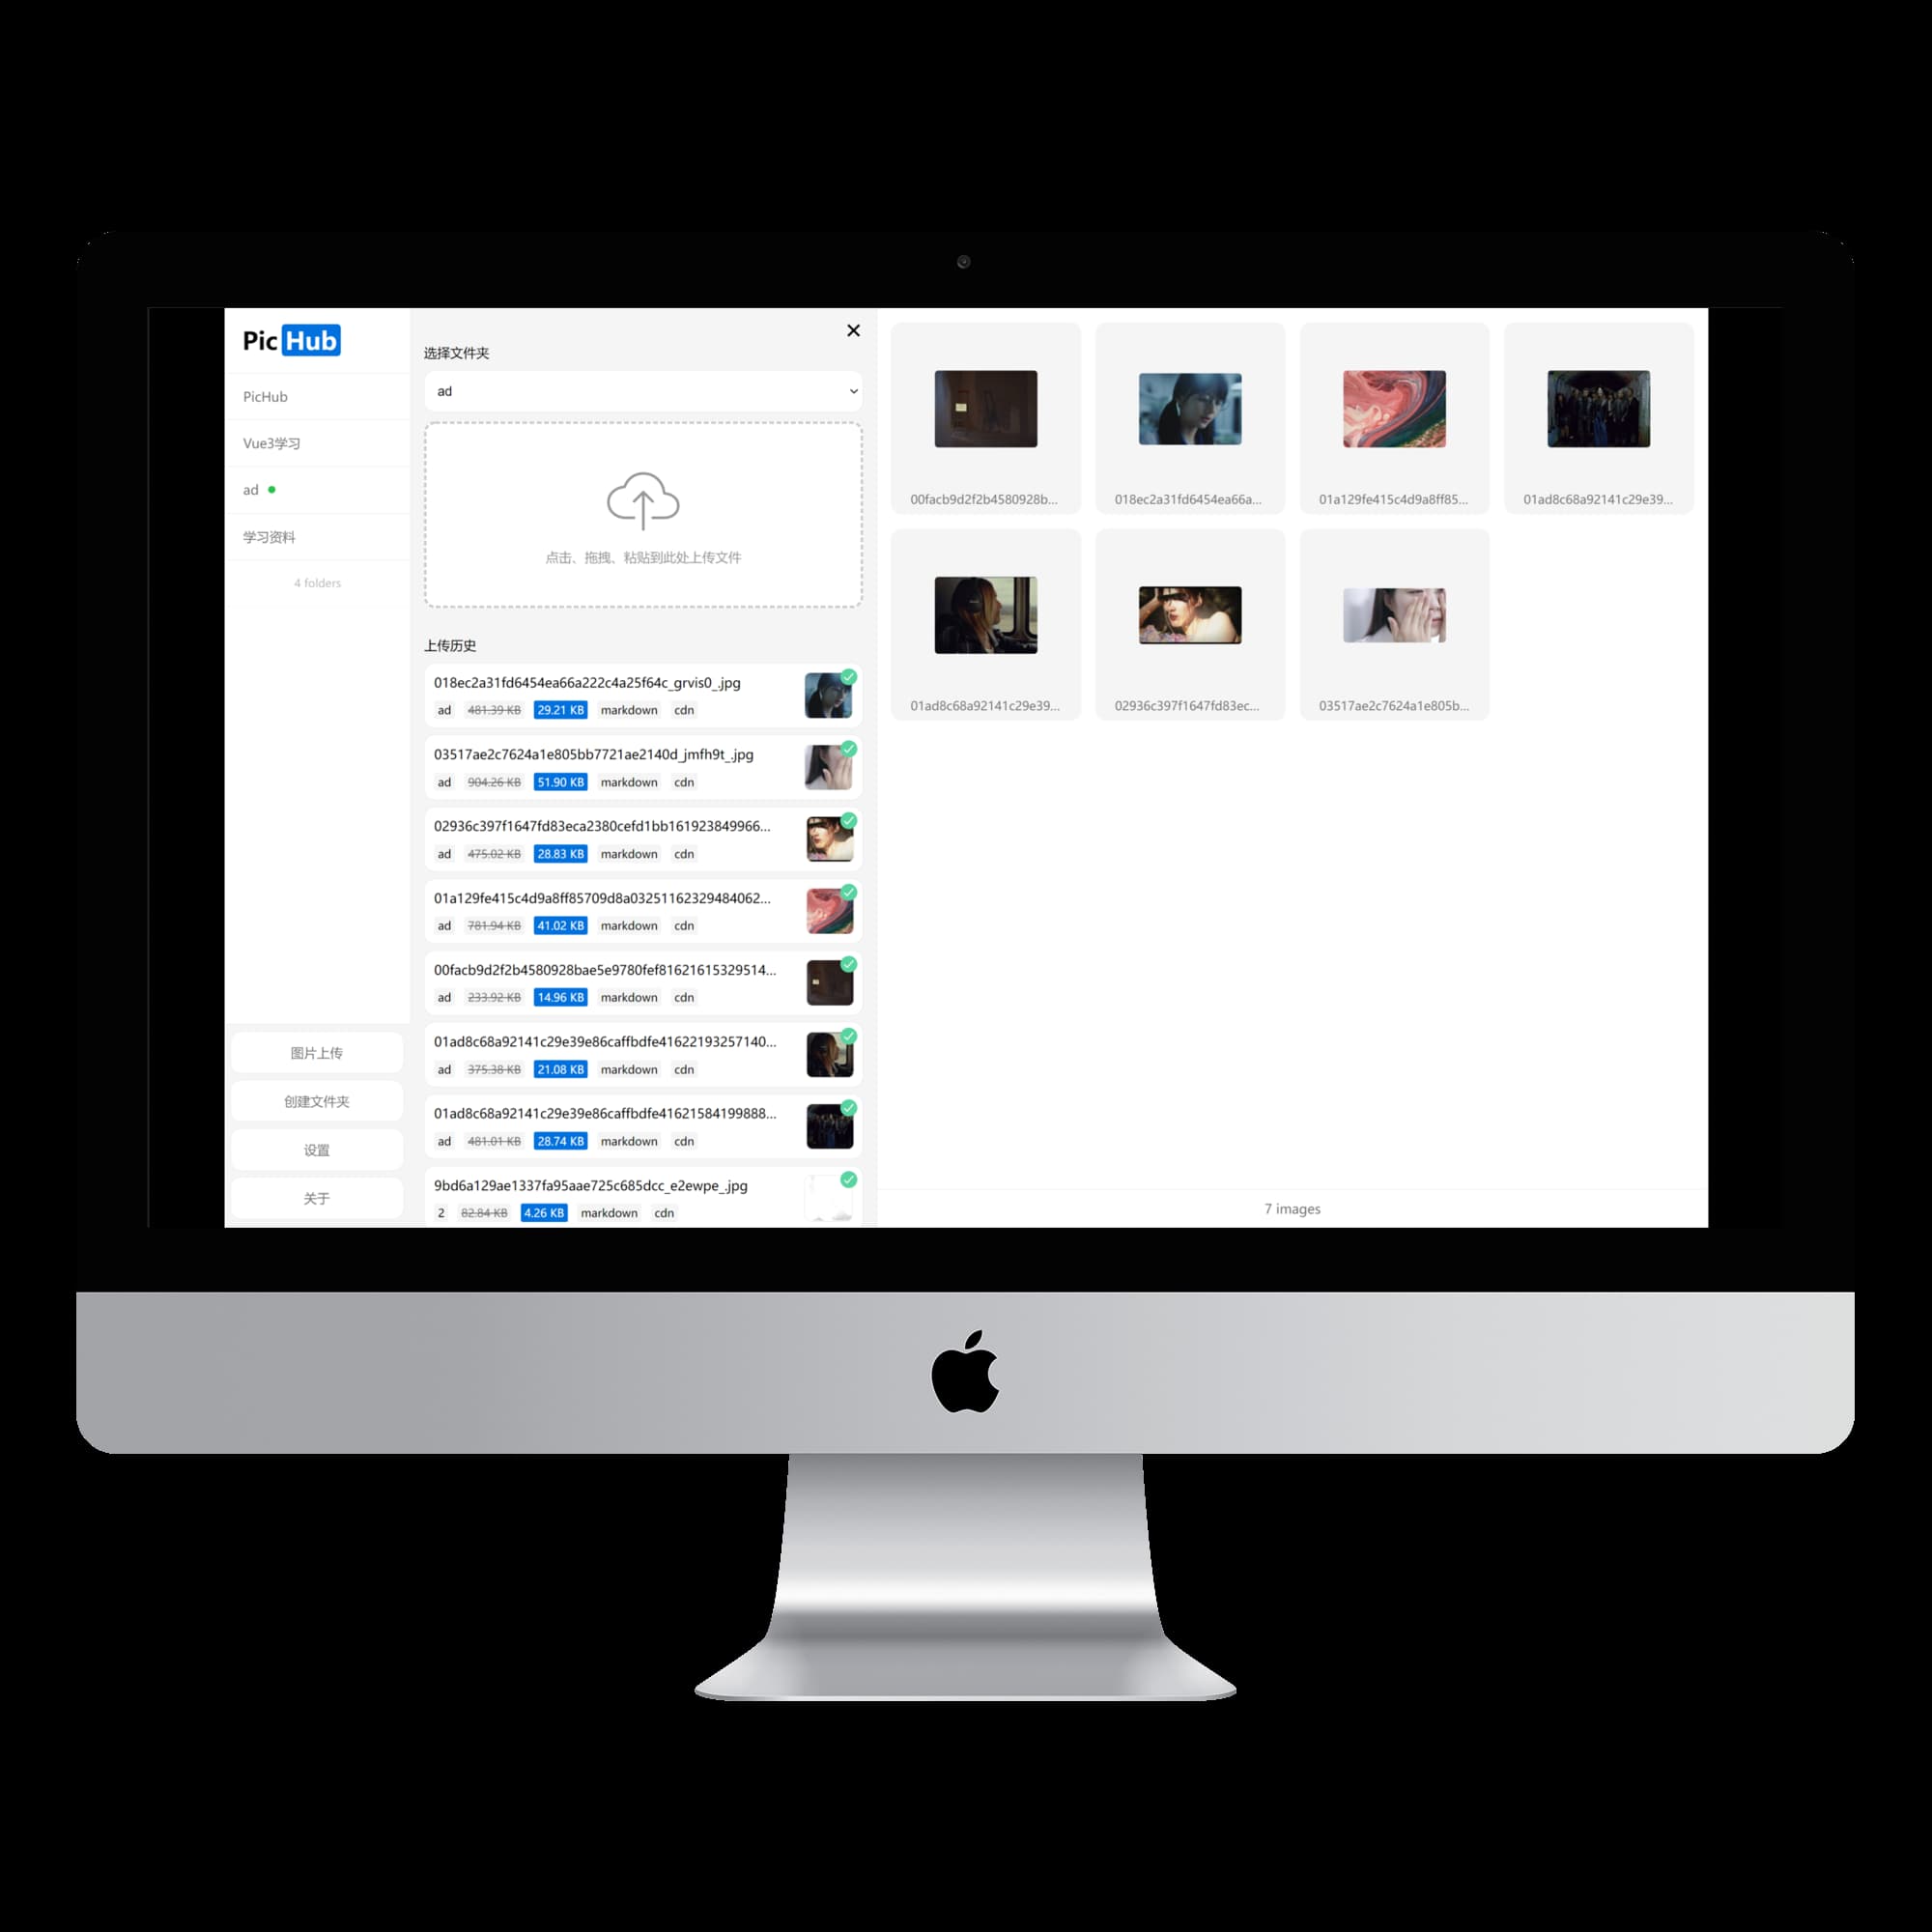 PicHub
PicHub
Vue3学习
ad
学习资料
4 folders
图片上传
创建文件夹
设置
关于
选择文件夹
ad
点击、拖拽、粘贴到此处上传文件
上传历史
018ec2a31fd6454ea66a222c4a25f64c_grvis0_.jpg
ad 481.39 KB 29.21 KB markdown cdn
03517ae2c7624a1e805bb7721ae2140d_jmfh9t_.jpg
ad 904.26 KB 51.90 KB markdown cdn
02936c397f1647fd83eca2380cefd1bb161923849966...
ad 475.02 KB 28.83 KB markdown cdn
01a129fe415c4d9a8ff85709d8a03251162329484062...
ad 781.94 KB 41.02 KB markdown cdn
00facb9d2f2b4580928bae5e9780fef81621615329514...
ad 233.92 KB 14.96 KB markdown cdn
01ad8c68a92141c29e39e86caffbdfe41622193257140...
ad 375.38 KB 21.08 KB markdown cdn
01ad8c68a92141c29e39e86caffbdfe41621584199888...
ad 481.01 KB 28.74 KB markdown cdn
9bd6a129ae1337fa95aae725c685dcc_e2ewpe_.jpg
2 82.84 KB 4.26 KB markdown cdn
00facb9d2f2b4580928b...
018ec2a31fd6454ea66a...
01a129fe415c4d9a8ff85...
01ad8c68a92141c29e39...
01ad8c68a92141c29e39...
02936c397f1647fd83ec...
03517ae2c7624a1e805b...
7 images